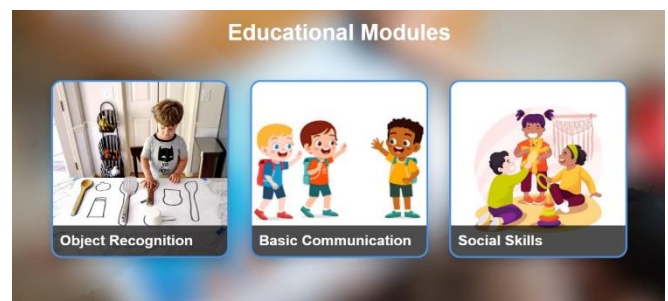 Educational Modules
Object Recognition
Basic Communication
Social Skills